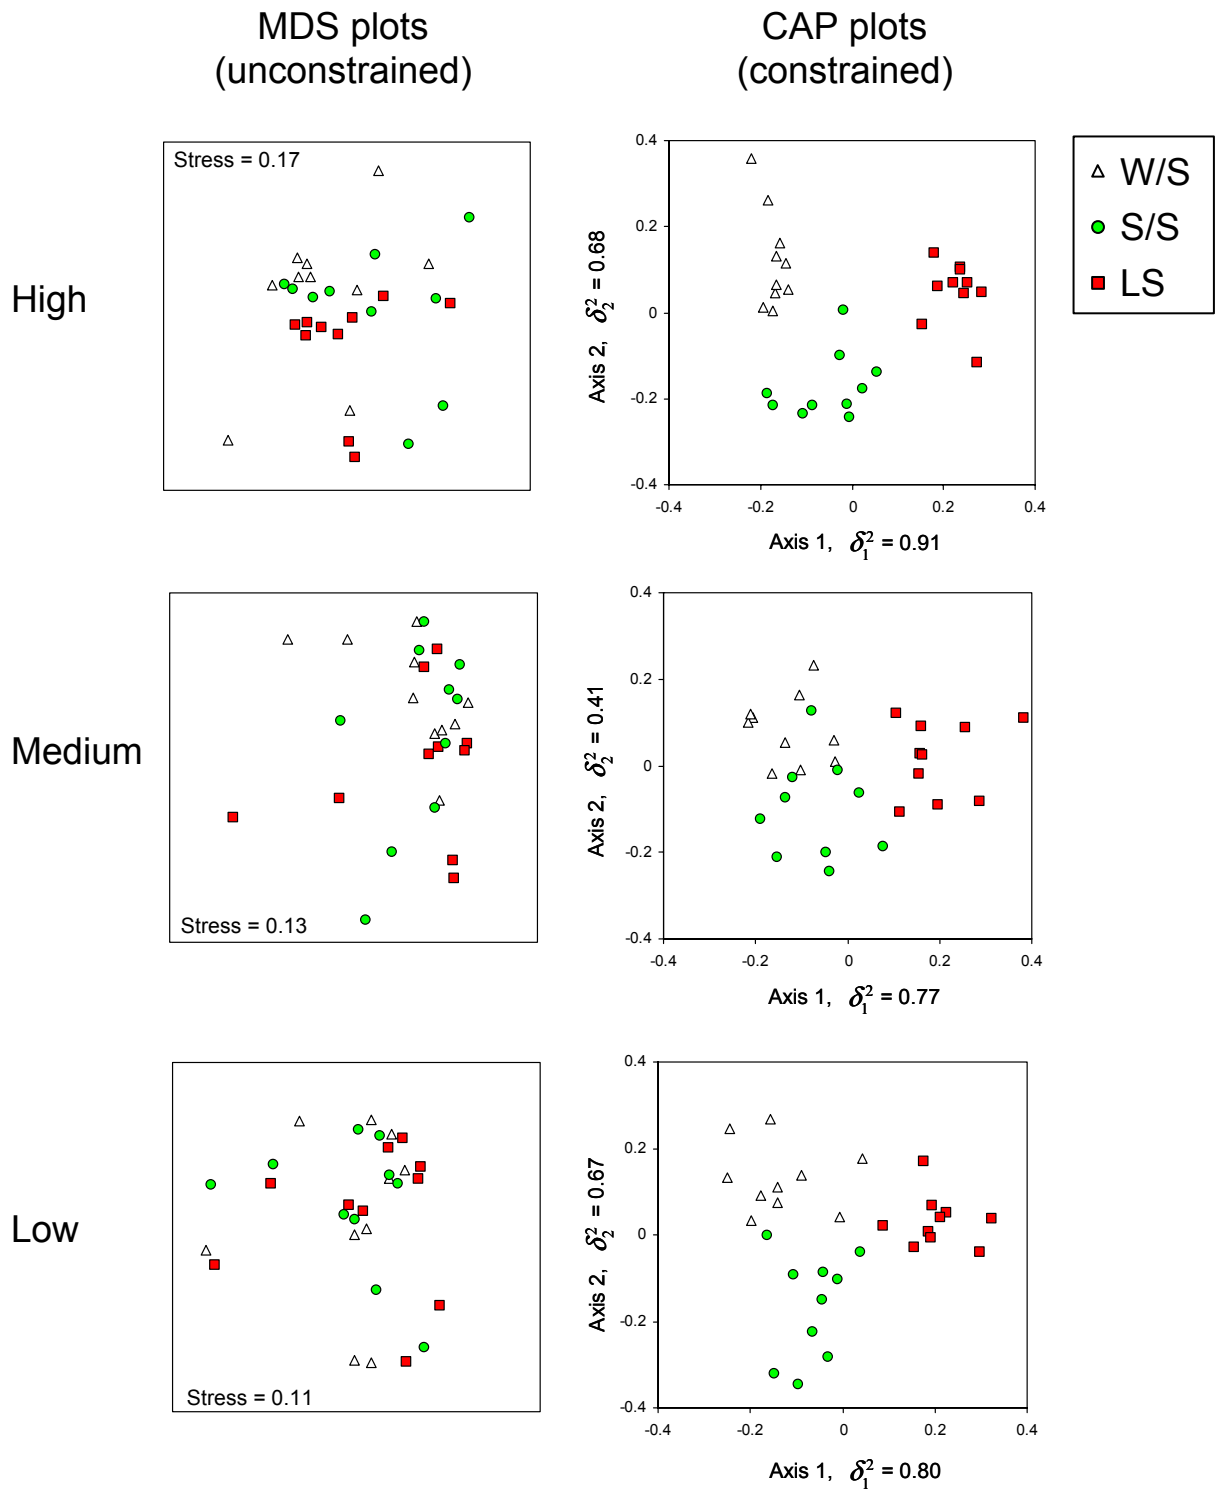 MDS plots
(unconstrained)
CAP plots
(constrained)
High
Stress = 0.17
0.4
0.2
0
-0.2
-0.4
-0.4
-0.2
0
0.2
0.4
Axis 2, δ₂² = 0.68
Axis 1, δ₁² = 0.91
W/S
S/S
LS
Medium
Stress = 0.13
0.4
0.2
0
-0.2
-0.4
-0.4
-0.2
0
0.2
0.4
Axis 2, δ₂² = 0.41
Axis 1, δ₁² = 0.77
Low
Stress = 0.11
0.4
0.2
0
-0.2
-0.4
-0.4
-0.2
0
0.2
0.4
Axis 2, δ₂² = 0.67
Axis 1, δ₁² = 0.80